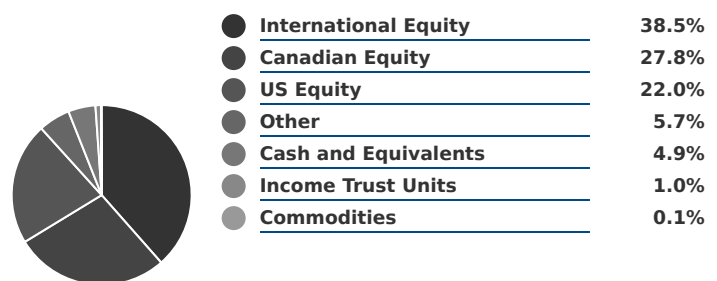 International Equity 38.5%
Canadian Equity 27.8%
US Equity 22.0%
Other 5.7%
Cash and Equivalents 4.9%
Income Trust Units 1.0%
Commodities 0.1%